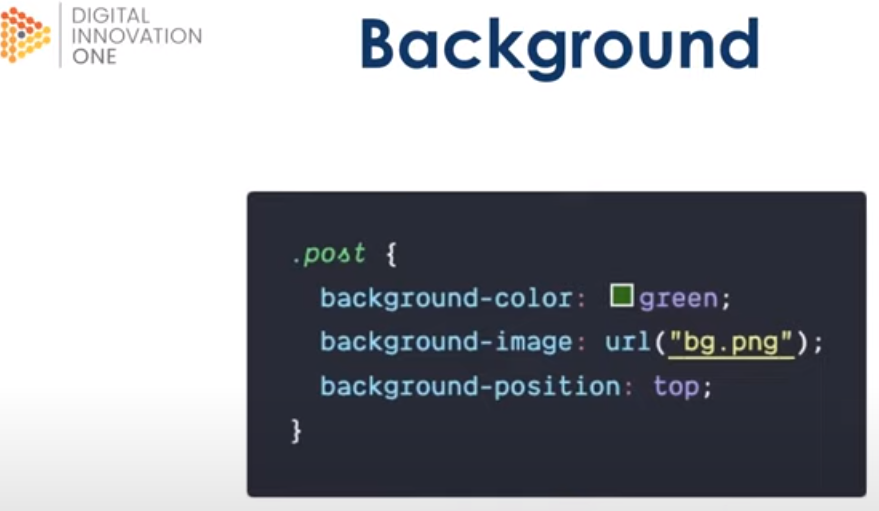 DIGITAL
INNOVATION
ONE
Background
.post {
background-color: green;
background-image: url("bg.png");
background-position: top;
}